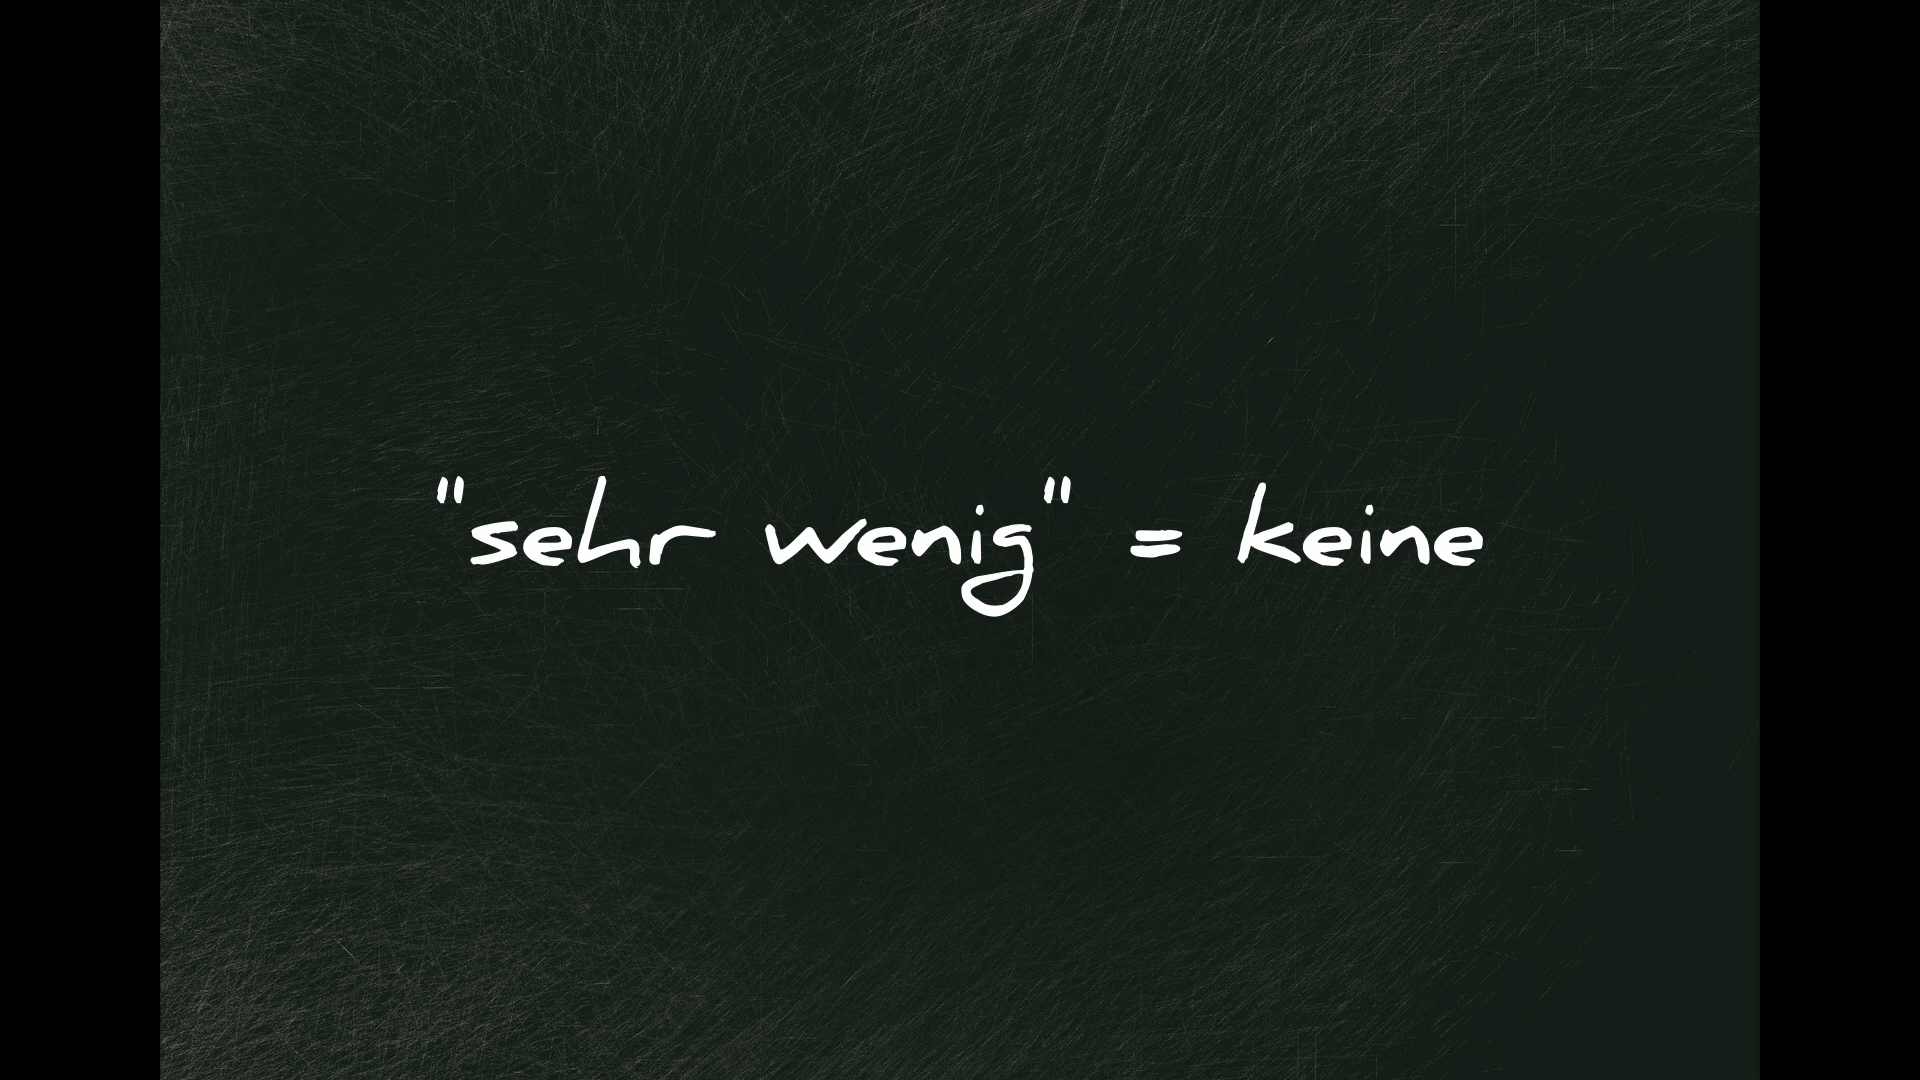 "sehr wenig" = keine